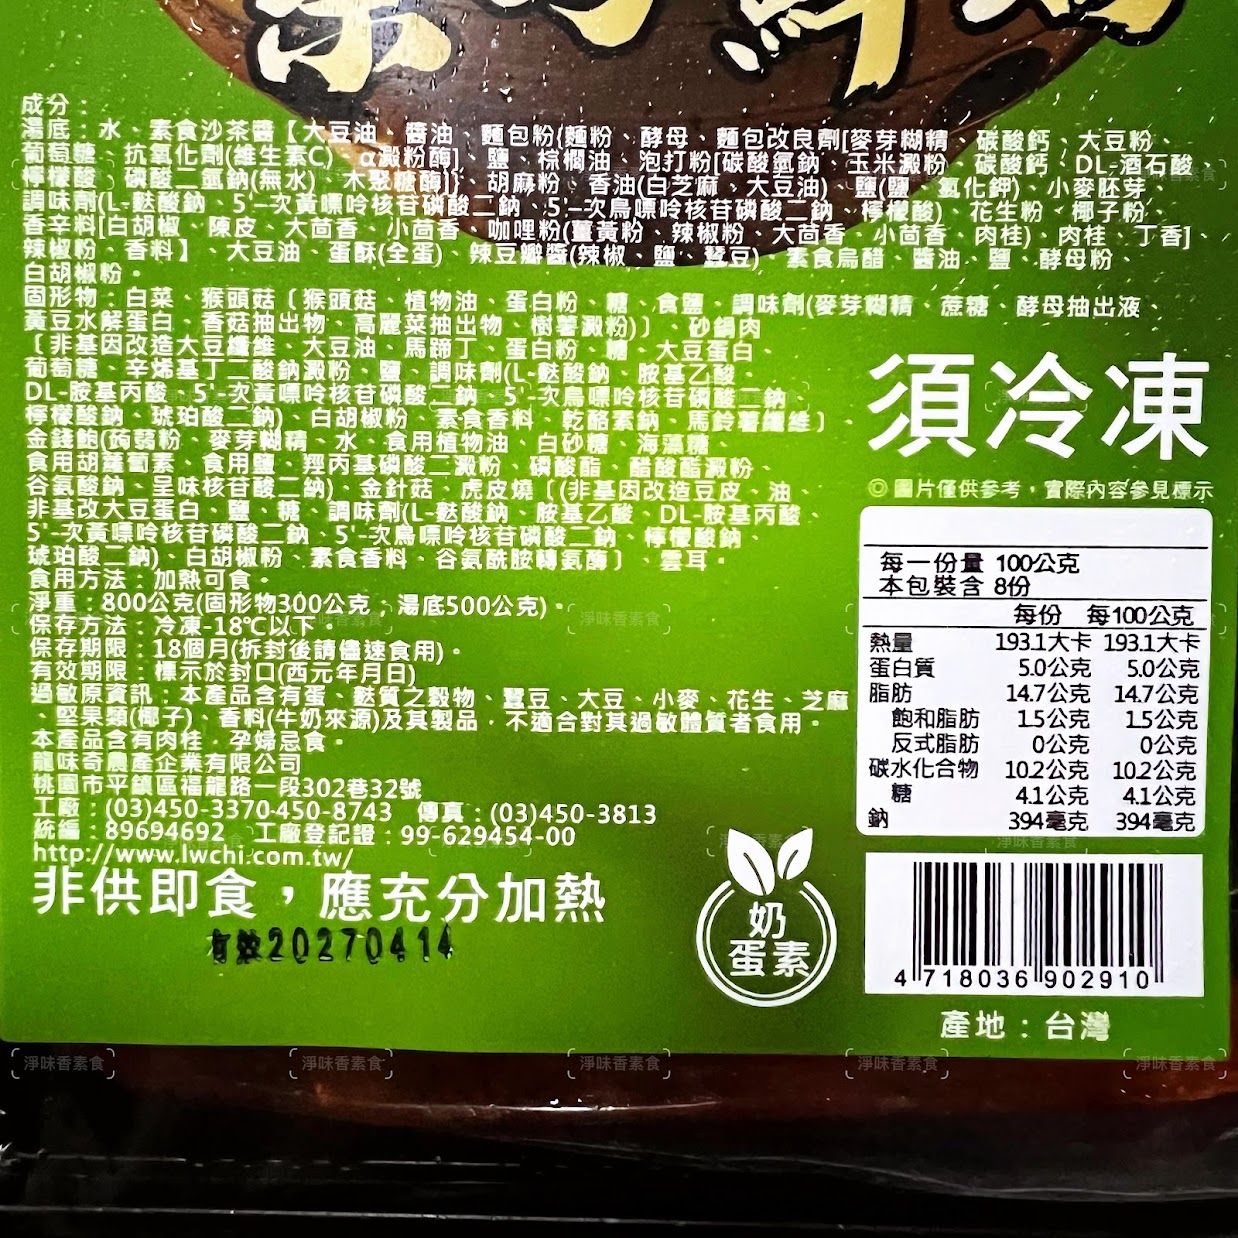 成分：
湯底：水、素食沙茶醬【大豆油、醬油、麵包粉{麵粉、酵母、麵包改良劑[麥芽糊精、碳酸鈣、大豆粉、
葡萄糖、抗氧化劑(維生素C)、α澱粉酶]、鹽、棕櫚油、泡打粉[碳酸氫鈉、玉米澱粉、碳酸鈣、DL-酒石酸、
檸檬酸、磷酸二氫鈉(無水)、木聚糖酶]}、胡麻粉、香油(白芝麻、大豆油)、鹽(鹽、氯化鉀)、小麥胚芽、
調味劑(L-麩酸鈉、5'–次黃嘌呤核苷磷酸二鈉、5'–次鳥嘌呤核苷磷酸二鈉、檸檬酸)、花生粉、椰子粉、
香辛料[白胡椒、陳皮、大茴香、小茴香、咖哩粉(薑黃粉、辣椒粉、大茴香、小茴香、肉桂)、肉桂、丁香]、
辣椒粉、香料】、大豆油、蛋酥(全蛋)、辣豆瓣醬(辣椒、鹽、蠶豆)、素食烏醋、醬油、鹽、酵母粉、
白胡椒粉。
固形物：白菜、猴頭菇〔猴頭菇、植物油、蛋白粉、糖、食鹽、調味劑(麥芽糊精、蔗糖、酵母抽出液、
黃豆水解蛋白、香菇抽出物、高麗菜抽出物、樹薯澱粉)〕、砂鍋肉
〔非基因改造大豆纖維、大豆油、馬蹄丁、蛋白粉、糖、大豆蛋白、
葡萄糖、辛烯基丁二酸鈉澱粉、鹽、調味劑(L-麩酸鈉、胺基乙酸、
DL-胺基丙酸、5'-次黃嘌呤核苷磷酸二鈉、5'-次鳥嘌呤核苷磷酸二鈉、
檸檬酸鈉、琥珀酸二鈉)、白胡椒粉、素食香料、乾酪素鈉、馬鈴薯纖維〕、
金錢鮑(蒟蒻粉、麥芽糊精、水、食用植物油、白砂糖、海藻糖、
食用胡蘿蔔素、食用鹽、羥丙基磷酸二澱粉、磷酸酯、醋酸酯澱粉、
谷氨酸鈉、呈味核苷酸二納)、金針菇、虎皮燒〔(非基因改造豆皮、油、
非基改大豆蛋白、鹽、糖、調味劑(L-麩酸鈉、胺基乙酸、DL-胺基丙酸、
5'-次黃嘌呤核苷磷酸二鈉、5'-次鳥嘌呤核苷磷酸二鈉、檸檬酸鈉、
琥珀酸二鈉)、白胡椒粉、素食香料、谷氨酰胺轉氨酶〕、雲耳。
食用方法：加熱可食。
淨重：800公克(固形物300公克；湯底500公克)。
保存方法：冷凍-18℃以下
保存期限：18個月(拆封後請儘速食用)。
有效期限：標示於封口(西元年月日)
過敏原資訊：本產品含有蛋、麩質之穀物、蠶豆、大豆、小麥、花生、芝麻
、堅果類(椰子)、香料(牛奶來源)及其製品，不適合對其過敏體質者食用。
本產品含有肉桂，孕婦忌食。
龍味奇農產企業有限公司
桃園市平鎮區福龍路一段302巷32號
工廠：(03)450-3370·450-8743　傳真：(03)450-3813
統編：89694692　工廠登記證：99-629454-00
http://www.lwchi.com.tw/
非供即食，應充分加熱
有效20270414
奶
蛋素
須冷凍
◎圖片僅供參考，實際內容參見標示
每一份量 100公克
本包裝含 8份
每份 每100公克
熱量 193.1大卡 193.1大卡
蛋白質 5.0公克 5.0公克
脂肪 14.7公克 14.7公克
飽和脂肪 1.5公克 1.5公克
反式脂肪 0公克 0公克
碳水化合物 10.2公克 10.2公克
糖 4.1公克 4.1公克
鈉 394毫克 394毫克
4 718036 902910
產地：台灣
淨味香素食 淨味香素食 淨味香素食 淨味香素食 淨味香素食